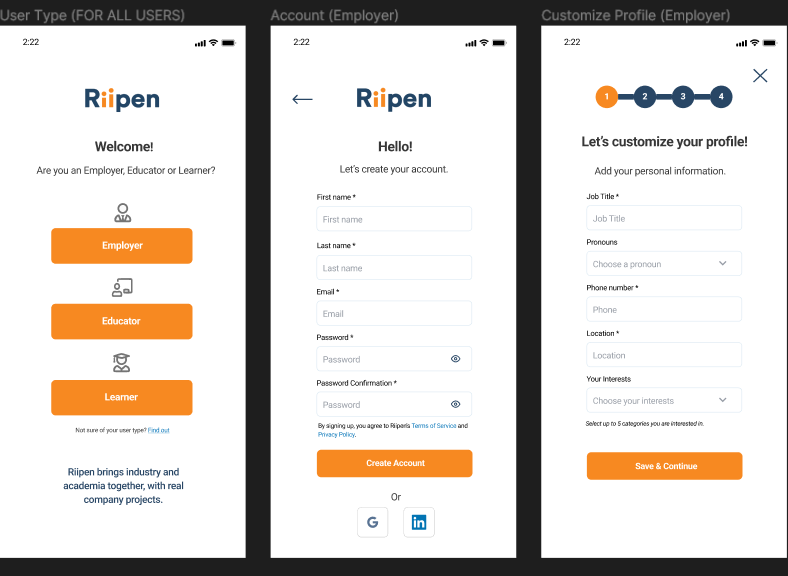 User Type (FOR ALL USERS)
2:22
Riipen
Welcome!
Are you an Employer, Educator or Learner?
Employer
Educator
Learner
Not sure of your user type? Find out
Riipen brings industry and
academia together, with real
company projects.
Account (Employer)
2:22
Riipen
Hello!
Let's create your account.
First name *
First name
Last name *
Last name
Email *
Email
Password *
Password
Password Confirmation *
Password
By signing up, you agree to Riipen's Terms of Service and
Privacy Policy.
Create Account
Or
G
in
Customize Profile (Employer)
2:22
1 2 3 4
Let's customize your profile!
Add your personal information.
Job Title *
Job Title
Pronouns
Choose a pronoun
Phone number *
Phone
Location *
Location
Your Interests
Choose your interests
Select up to 5 categories you are interested in.
Save & Continue